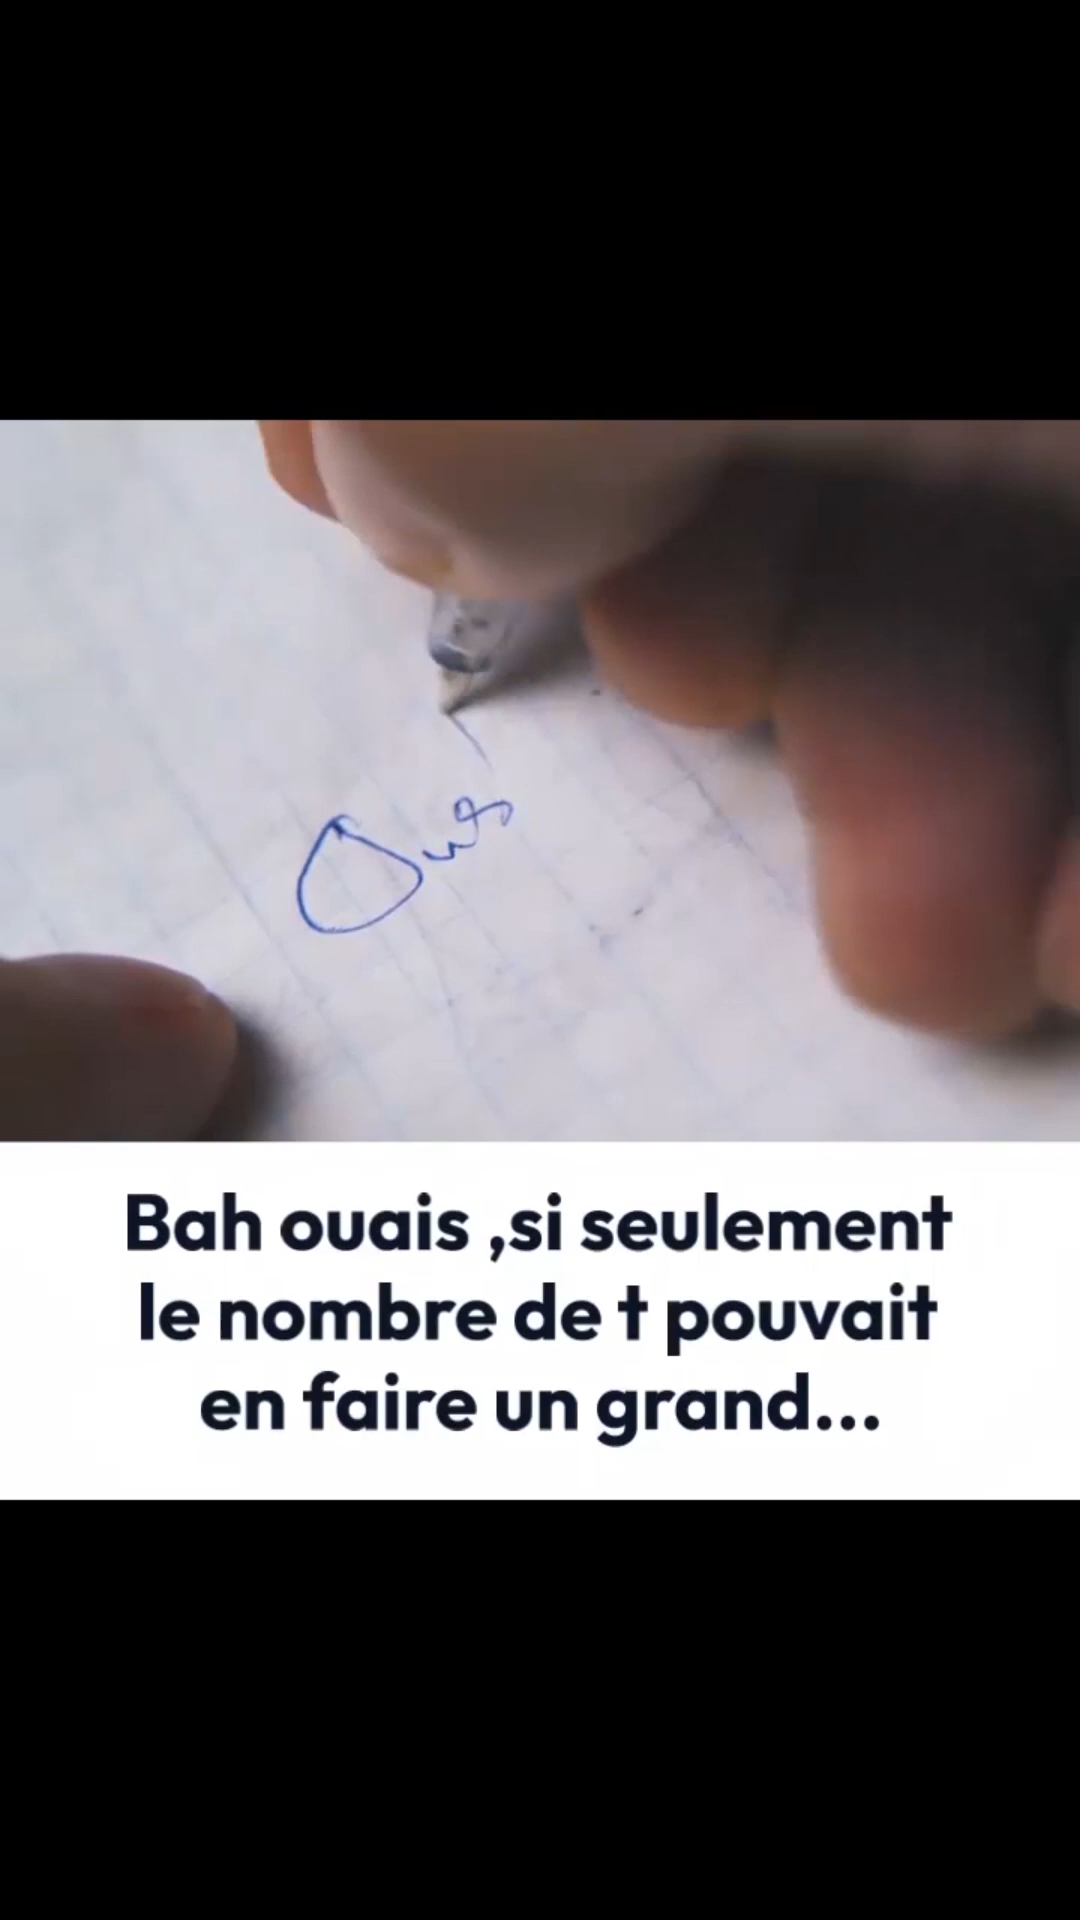 Bah ouais ,si seulement
le nombre de t pouvait
en faire un grand...